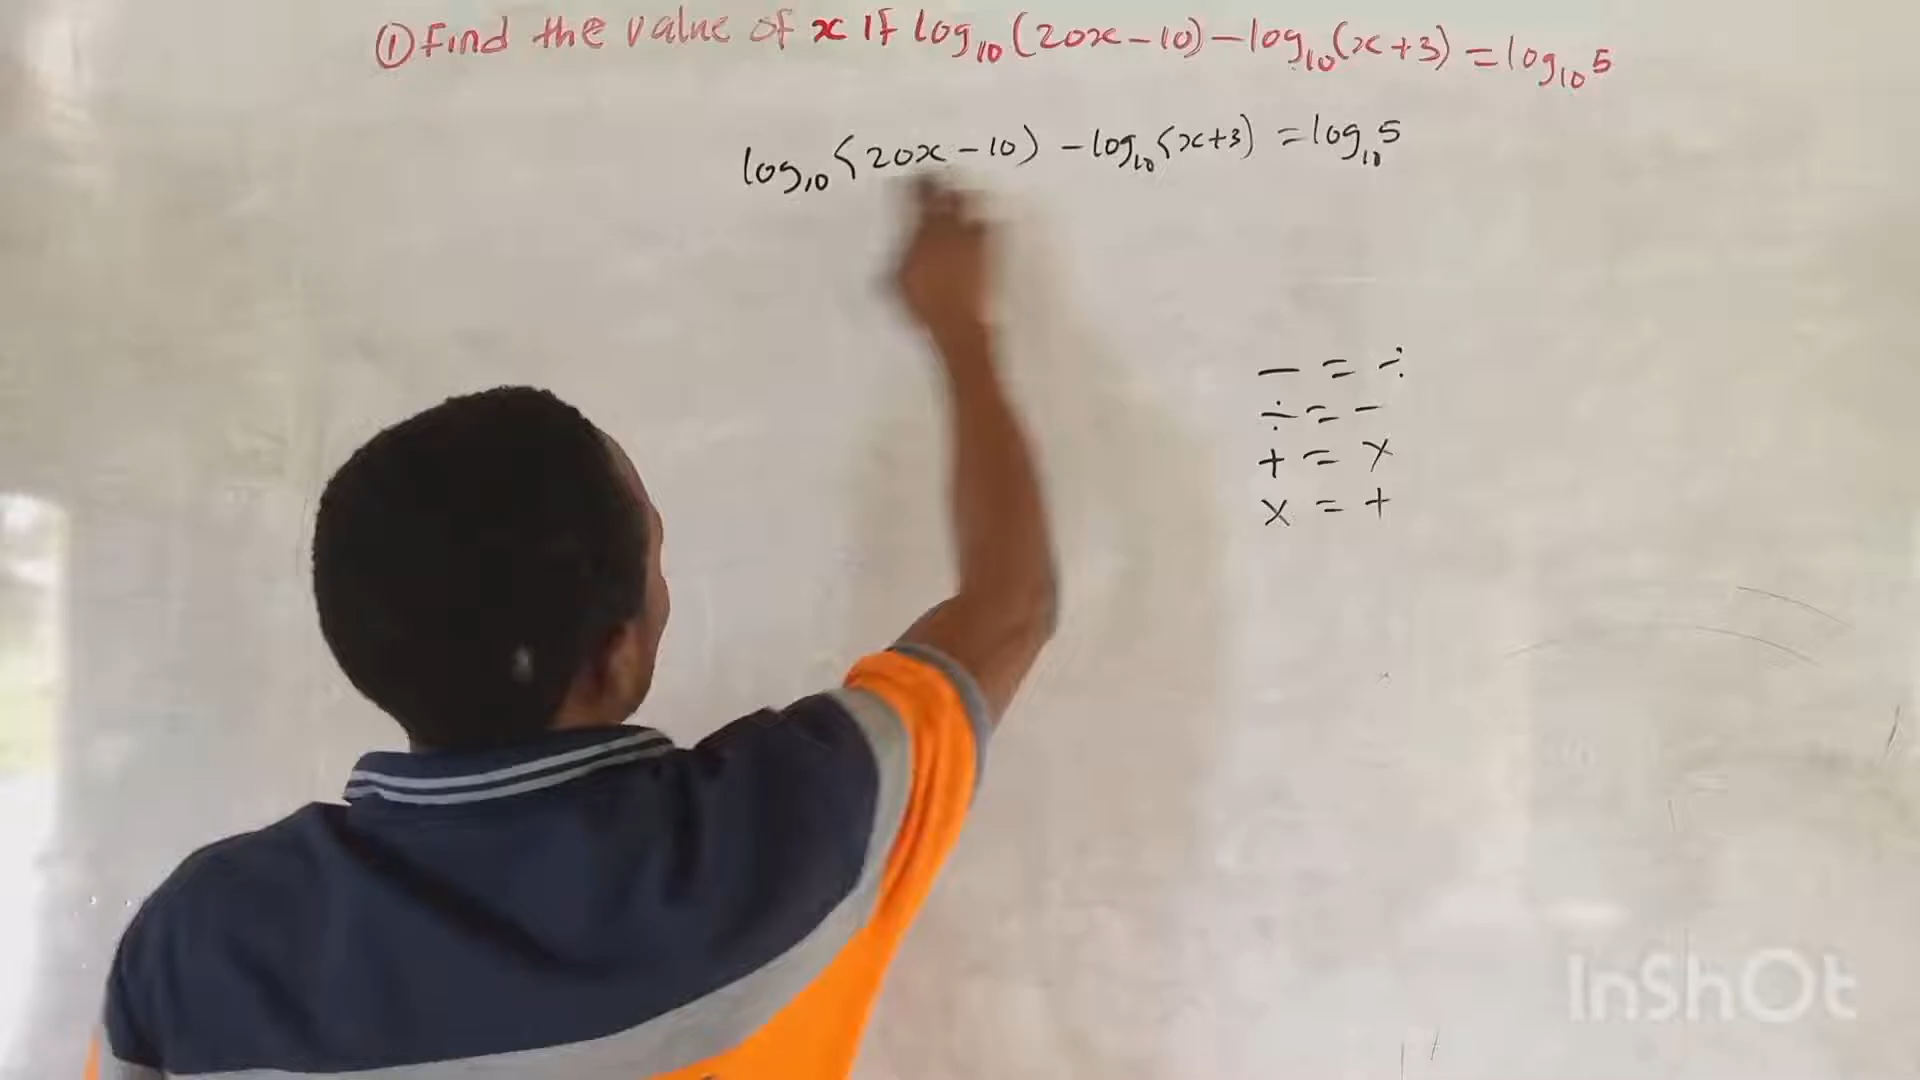 ① Find the value of x if log₁₀(20x-10)-log₁₀(x+3) = log₁₀5
log₁₀(20x-10) - log₁₀(x+3) = log₁₀5
- = ÷
÷ = -
+ = ×
× = +
InShOt